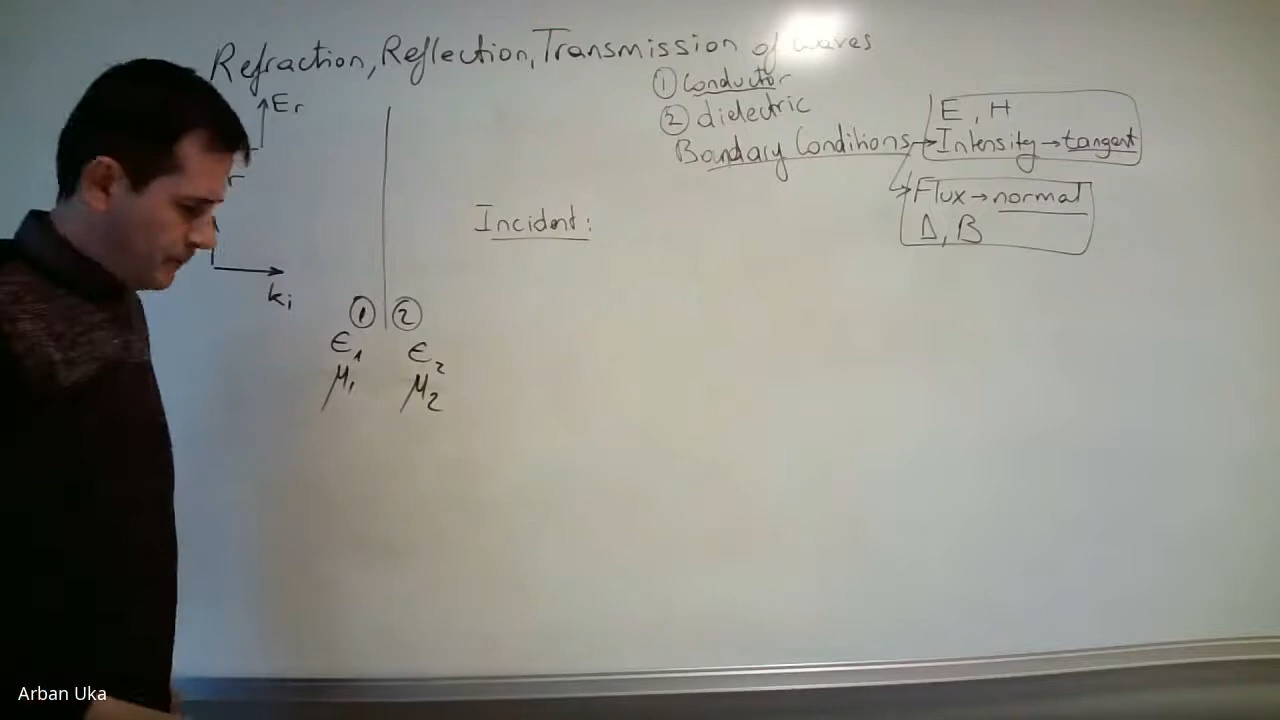 Refraction, Reflection, Transmission of waves
① Conductor
② dielectric
Boundary Conditions → E, H
Intensity → tangent
Flux → normal
D, B
Er
r
Incident:
ki
① ②
ϵ₁ ϵ₂
μ₁ μ₂
Arban Uka